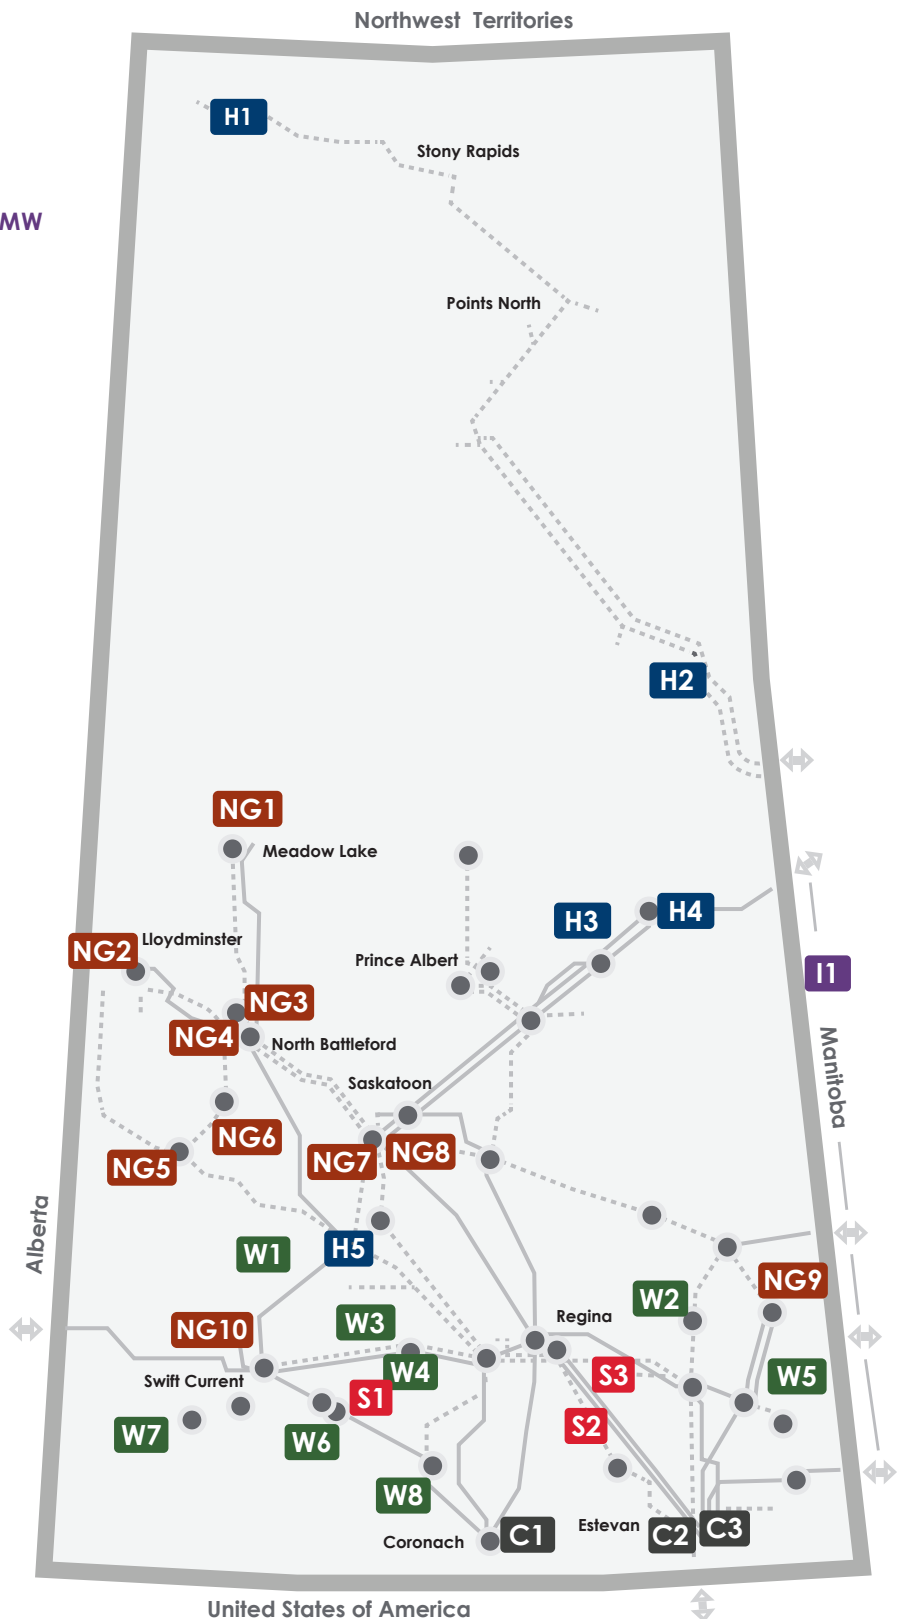 Northwest Territories
H1
Stony Rapids
MW
Points North
H2
NG1
Meadow Lake
H3
H4
Lloydminster
NG2
Prince Albert
I1
NG3
NG4
North Battleford
Manitoba
Saskatoon
NG6
NG7
NG8
NG5
Alberta
W1
H5
NG9
W2
Regina
W3
NG10
W4
S3
W5
Swift Current
S1
S2
W7
W6
W8
Estevan
C3
C2
C1
Coronach
United States of America